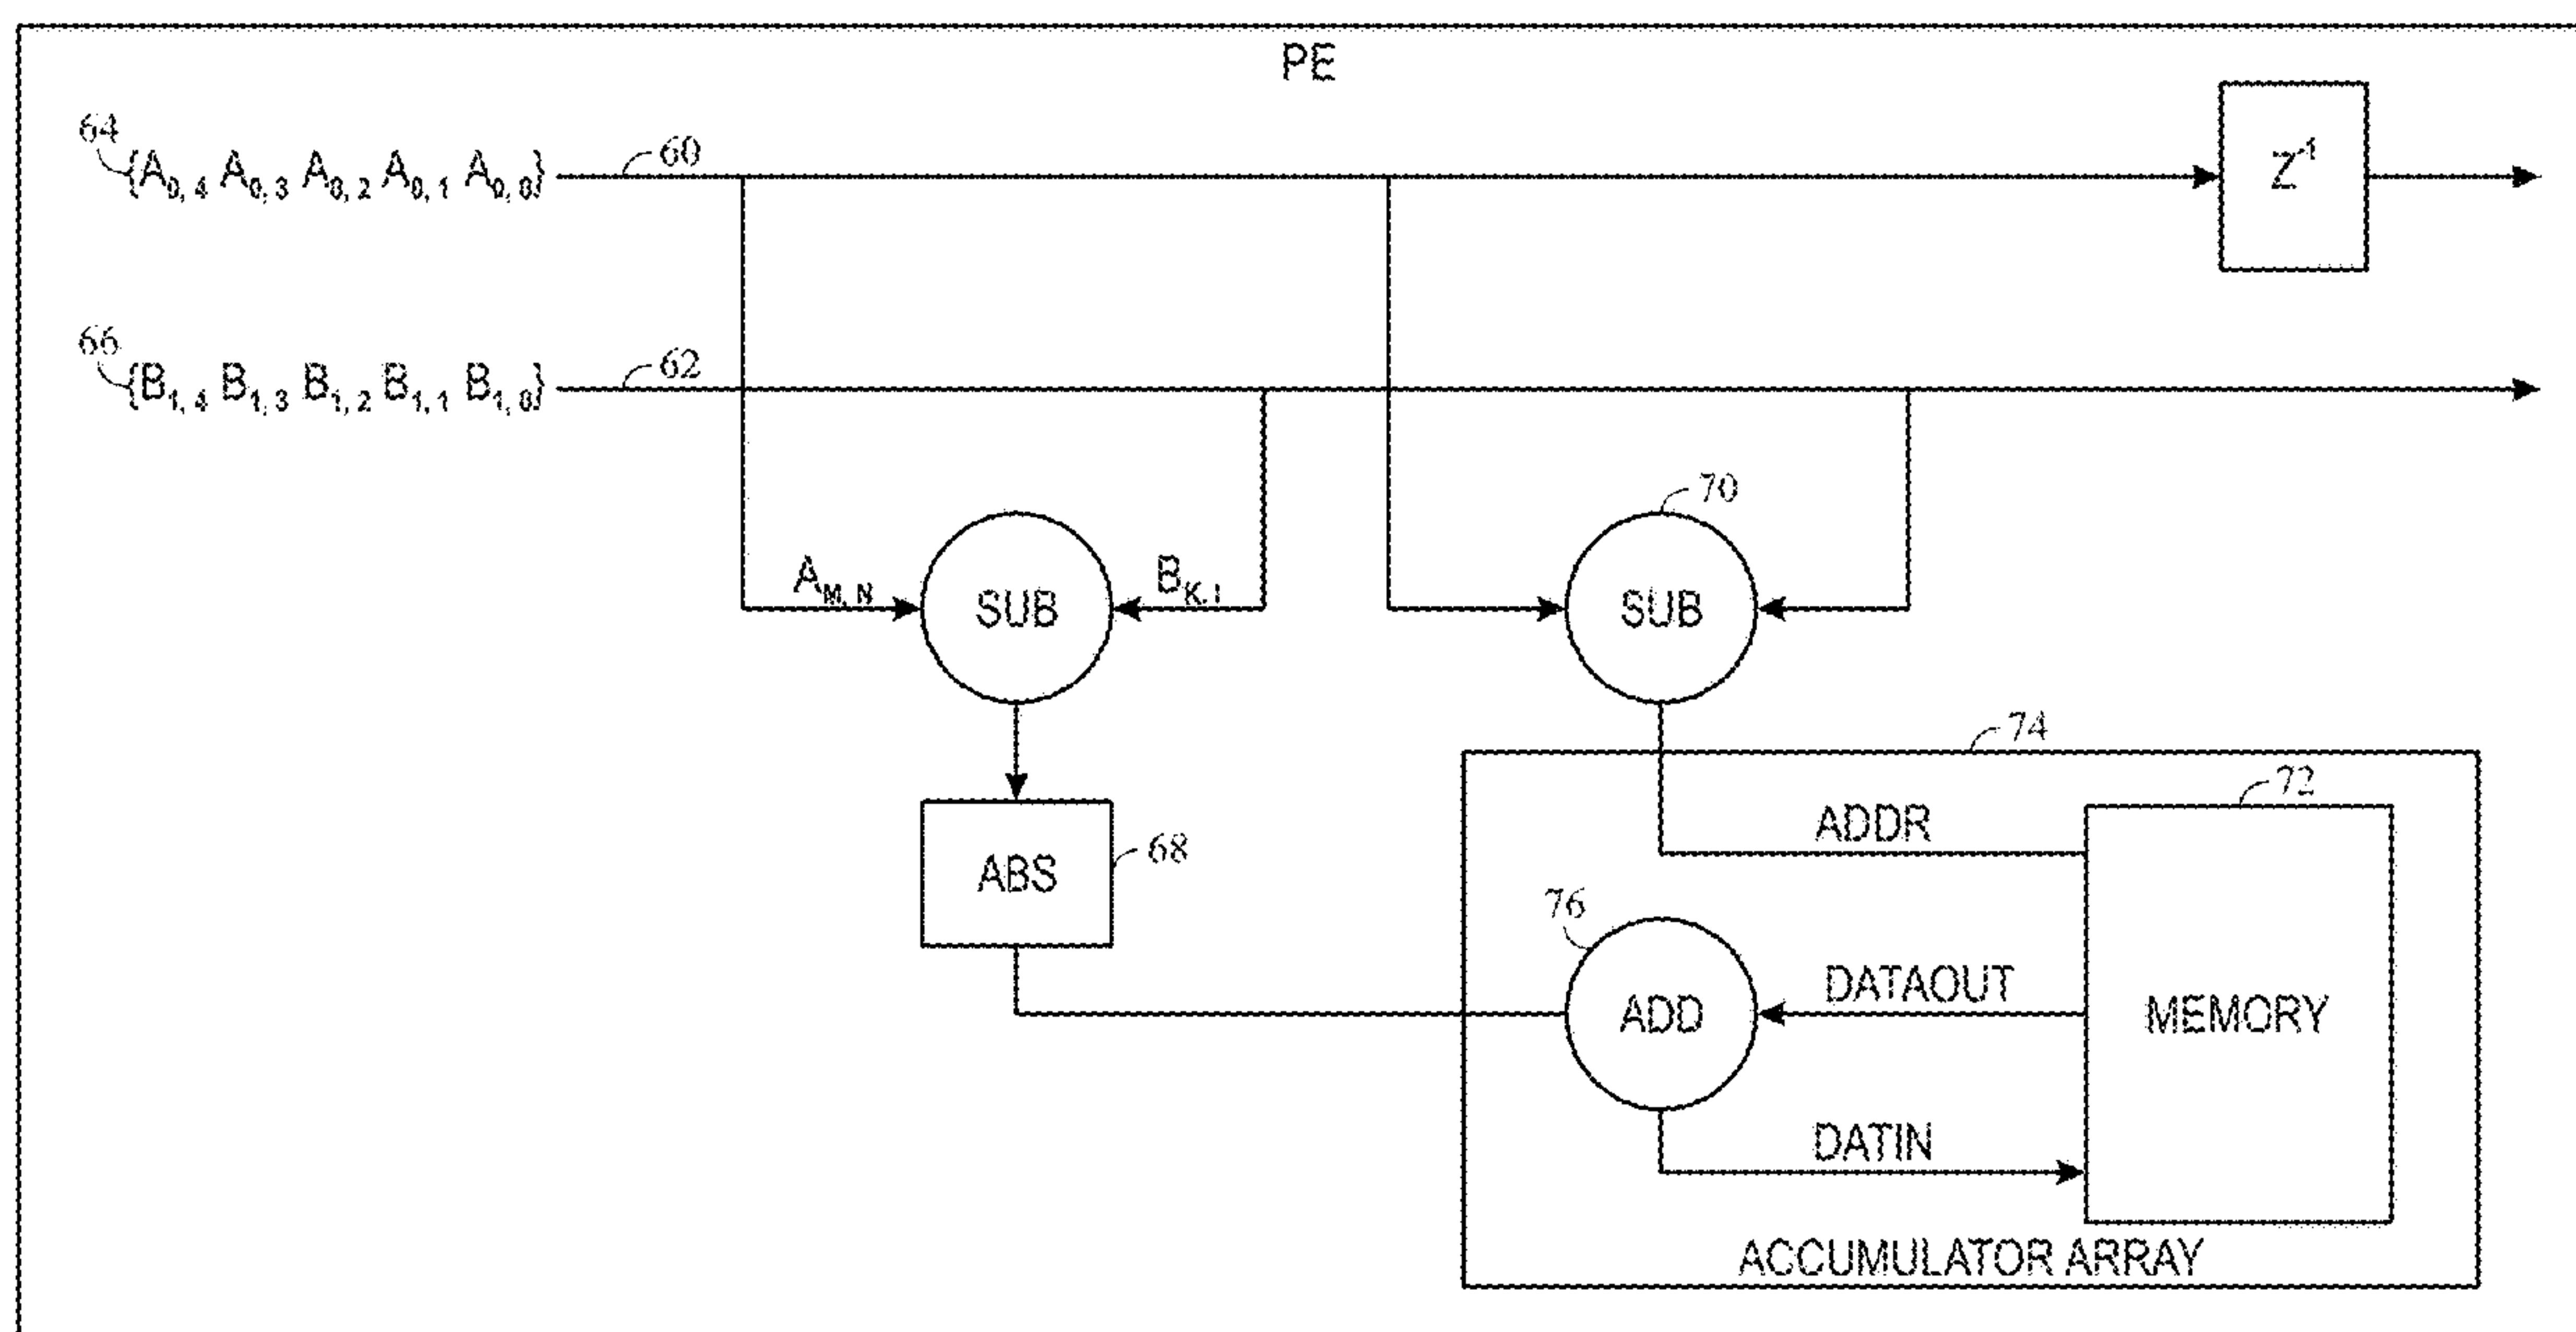 PE
64
{A0, 4 A0, 3 A0, 2 A0, 1 A0, 0}
60
Z-1
66
{B1, 4 B1, 3 B1, 2 B1, 1 B1, 0}
62
70
AM, N
SUB
BK, I
SUB
74
72
ABS
68
ADDR
76
ADD
DATAOUT
MEMORY
DATIN
ACCUMULATOR ARRAY